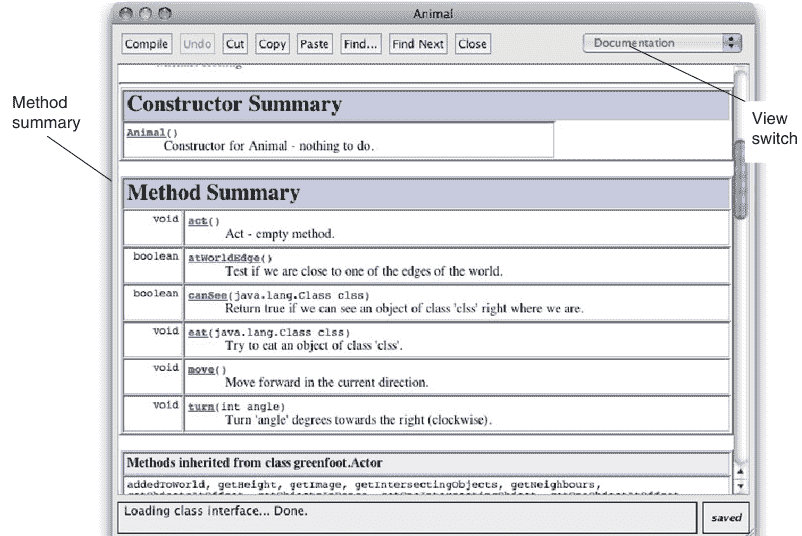 Animal
Compile Undo Cut Copy Paste Find... Find Next Close Documentation
Method
summary
View
switch
Constructor Summary
Animal()
Constructor for Animal - nothing to do.
Method Summary
void act()
Act - empty method.
boolean atWorldEdge()
Test if we are close to one of the edges of the world.
boolean canSee(java.lang.Class clss)
Return true if we can see an object of class 'clss' right where we are.
void eat(java.lang.Class clss)
Try to eat an object of class 'clss'.
void move()
Move forward in the current direction.
void turn(int angle)
Turn 'angle' degrees towards the right (clockwise).
Methods inherited from class greenfoot.Actor
addedToWorld, getHeight, getImage, getIntersectingObjects, getNeighbours,
Loading class interface... Done.
saved